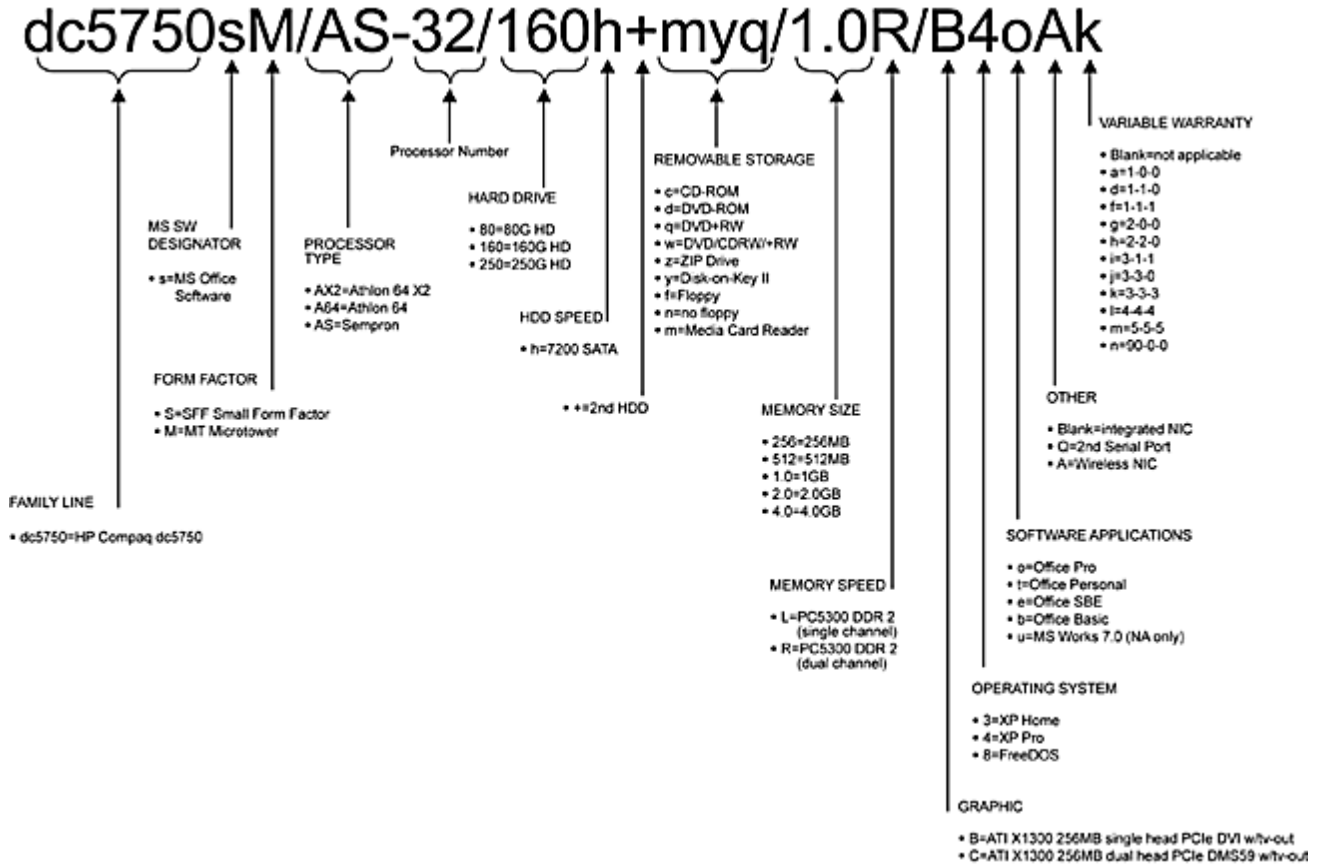 dc5750sM/AS-32/160h+myq/1.0R/B4oAk
VARIABLE WARRANTY
• Blank=not applicable
• a=1-0-0
• d=1-1-0
• f=1-1-1
• g=2-0-0
• h=2-2-0
• i=3-1-1
• j=3-3-0
• k=3-3-3
• l=4-4-4
• m=5-5-5
• n=90-0-0
Processor Number
REMOVABLE STORAGE
• c=CD-ROM
• d=DVD-ROM
• q=DVD+RW
• w=DVD/CDRW/+RW
• z=ZIP Drive
• y=Disk-on-Key II
• f=Floppy
• n=no floppy
• m=Media Card Reader
HARD DRIVE
• 80=80G HD
• 160=160G HD
• 250=250G HD
MS SW
DESIGNATOR
• s=MS Office
Software
PROCESSOR
TYPE
• AX2=Athlon 64 X2
• A64=Athlon 64
• AS=Sempron
HDD SPEED
• h=7200 SATA
FORM FACTOR
• S=SFF Small Form Factor
• M=MT Microtower
• +=2nd HDD
MEMORY SIZE
• 256=256MB
• 512=512MB
• 1.0=1GB
• 2.0=2.0GB
• 4.0=4.0GB
OTHER
• Blank=integrated NIC
• Q=2nd Serial Port
• A=Wireless NIC
FAMILY LINE
• dc5750=HP Compaq dc5750
SOFTWARE APPLICATIONS
• o=Office Pro
• t=Office Personal
• e=Office SBE
• b=Office Basic
• u=MS Works 7.0 (NA only)
MEMORY SPEED
• L=PC5300 DDR 2
(single channel)
• R=PC5300 DDR 2
(dual channel)
OPERATING SYSTEM
• 3=XP Home
• 4=XP Pro
• 8=FreeDOS
GRAPHIC
• B=ATI X1300 256MB single head PCIe DVI w/tv-out
• C=ATI X1300 256MB dual head PCIe DMS59 w/tv-out